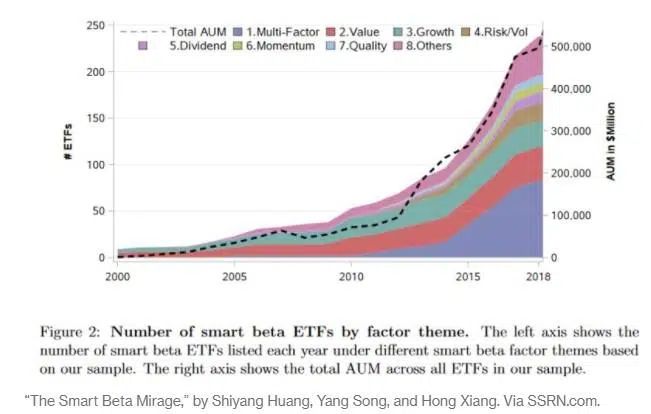 Total AUM 1.Multi-Factor 2.Value 3.Growth 4.Risk/Vol
5.Dividend 6.Momentum 7.Quality 8.Others
250
200
150
100
50
0
# ETFs
500,000
400,000
300,000
200,000
100,000
0
AUM in $Million
2000 2005 2010 2015 2018
Figure 2: Number of smart beta ETFs by factor theme. The left axis shows the
number of smart beta ETFs listed each year under different smart beta factor themes based
on our sample. The right axis shows the total AUM across all ETFs in our sample.
“The Smart Beta Mirage,” by Shiyang Huang, Yang Song, and Hong Xiang. Via SSRN.com.